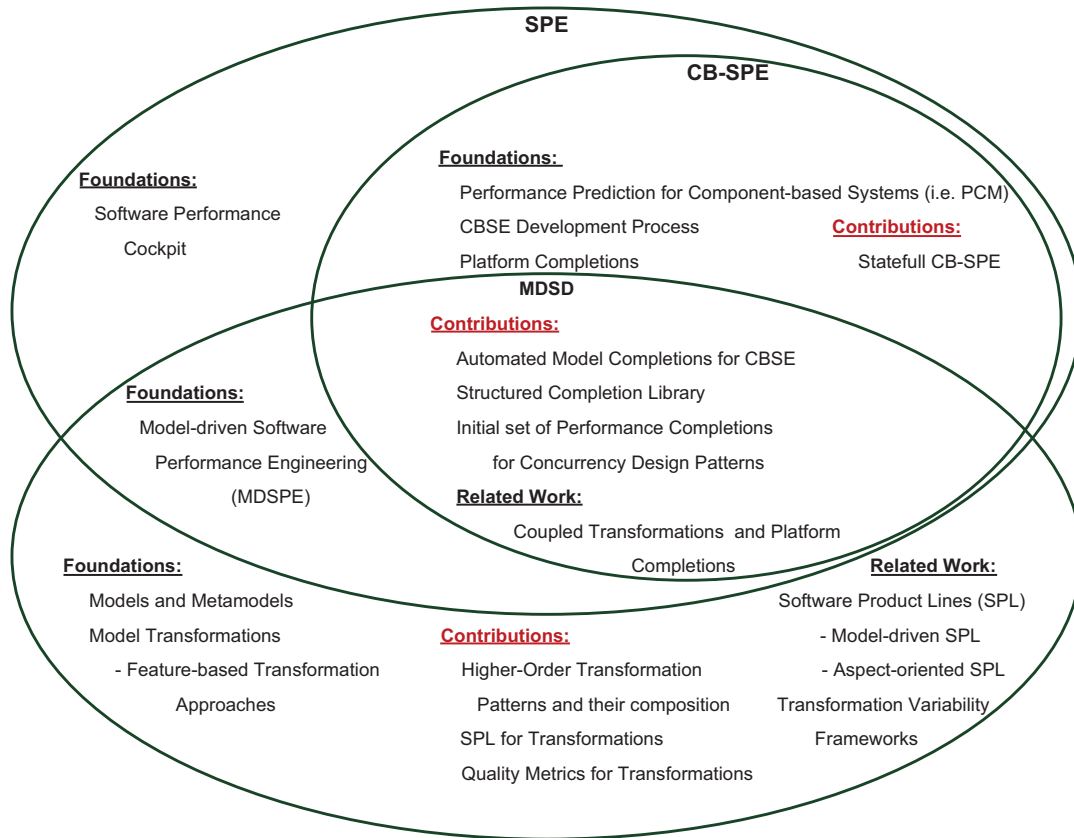 SPE
CB-SPE
Foundations:
Software Performance
Cockpit
Foundations:
Performance Prediction for Component-based Systems (i.e. PCM)
CBSE Development Process
Platform Completions
Contributions:
Statefull CB-SPE
MDSD
Contributions:
Automated Model Completions for CBSE
Structured Completion Library
Initial set of Performance Completions
for Concurrency Design Patterns
Related Work:
Coupled Transformations and Platform
Completions
Foundations:
Model-driven Software
Performance Engineering
(MDSPE)
Foundations:
Models and Metamodels
Model Transformations
- Feature-based Transformation
Approaches
Contributions:
Higher-Order Transformation
Patterns and their composition
SPL for Transformations
Quality Metrics for Transformations
Related Work:
Software Product Lines (SPL)
- Model-driven SPL
- Aspect-oriented SPL
Transformation Variability
Frameworks